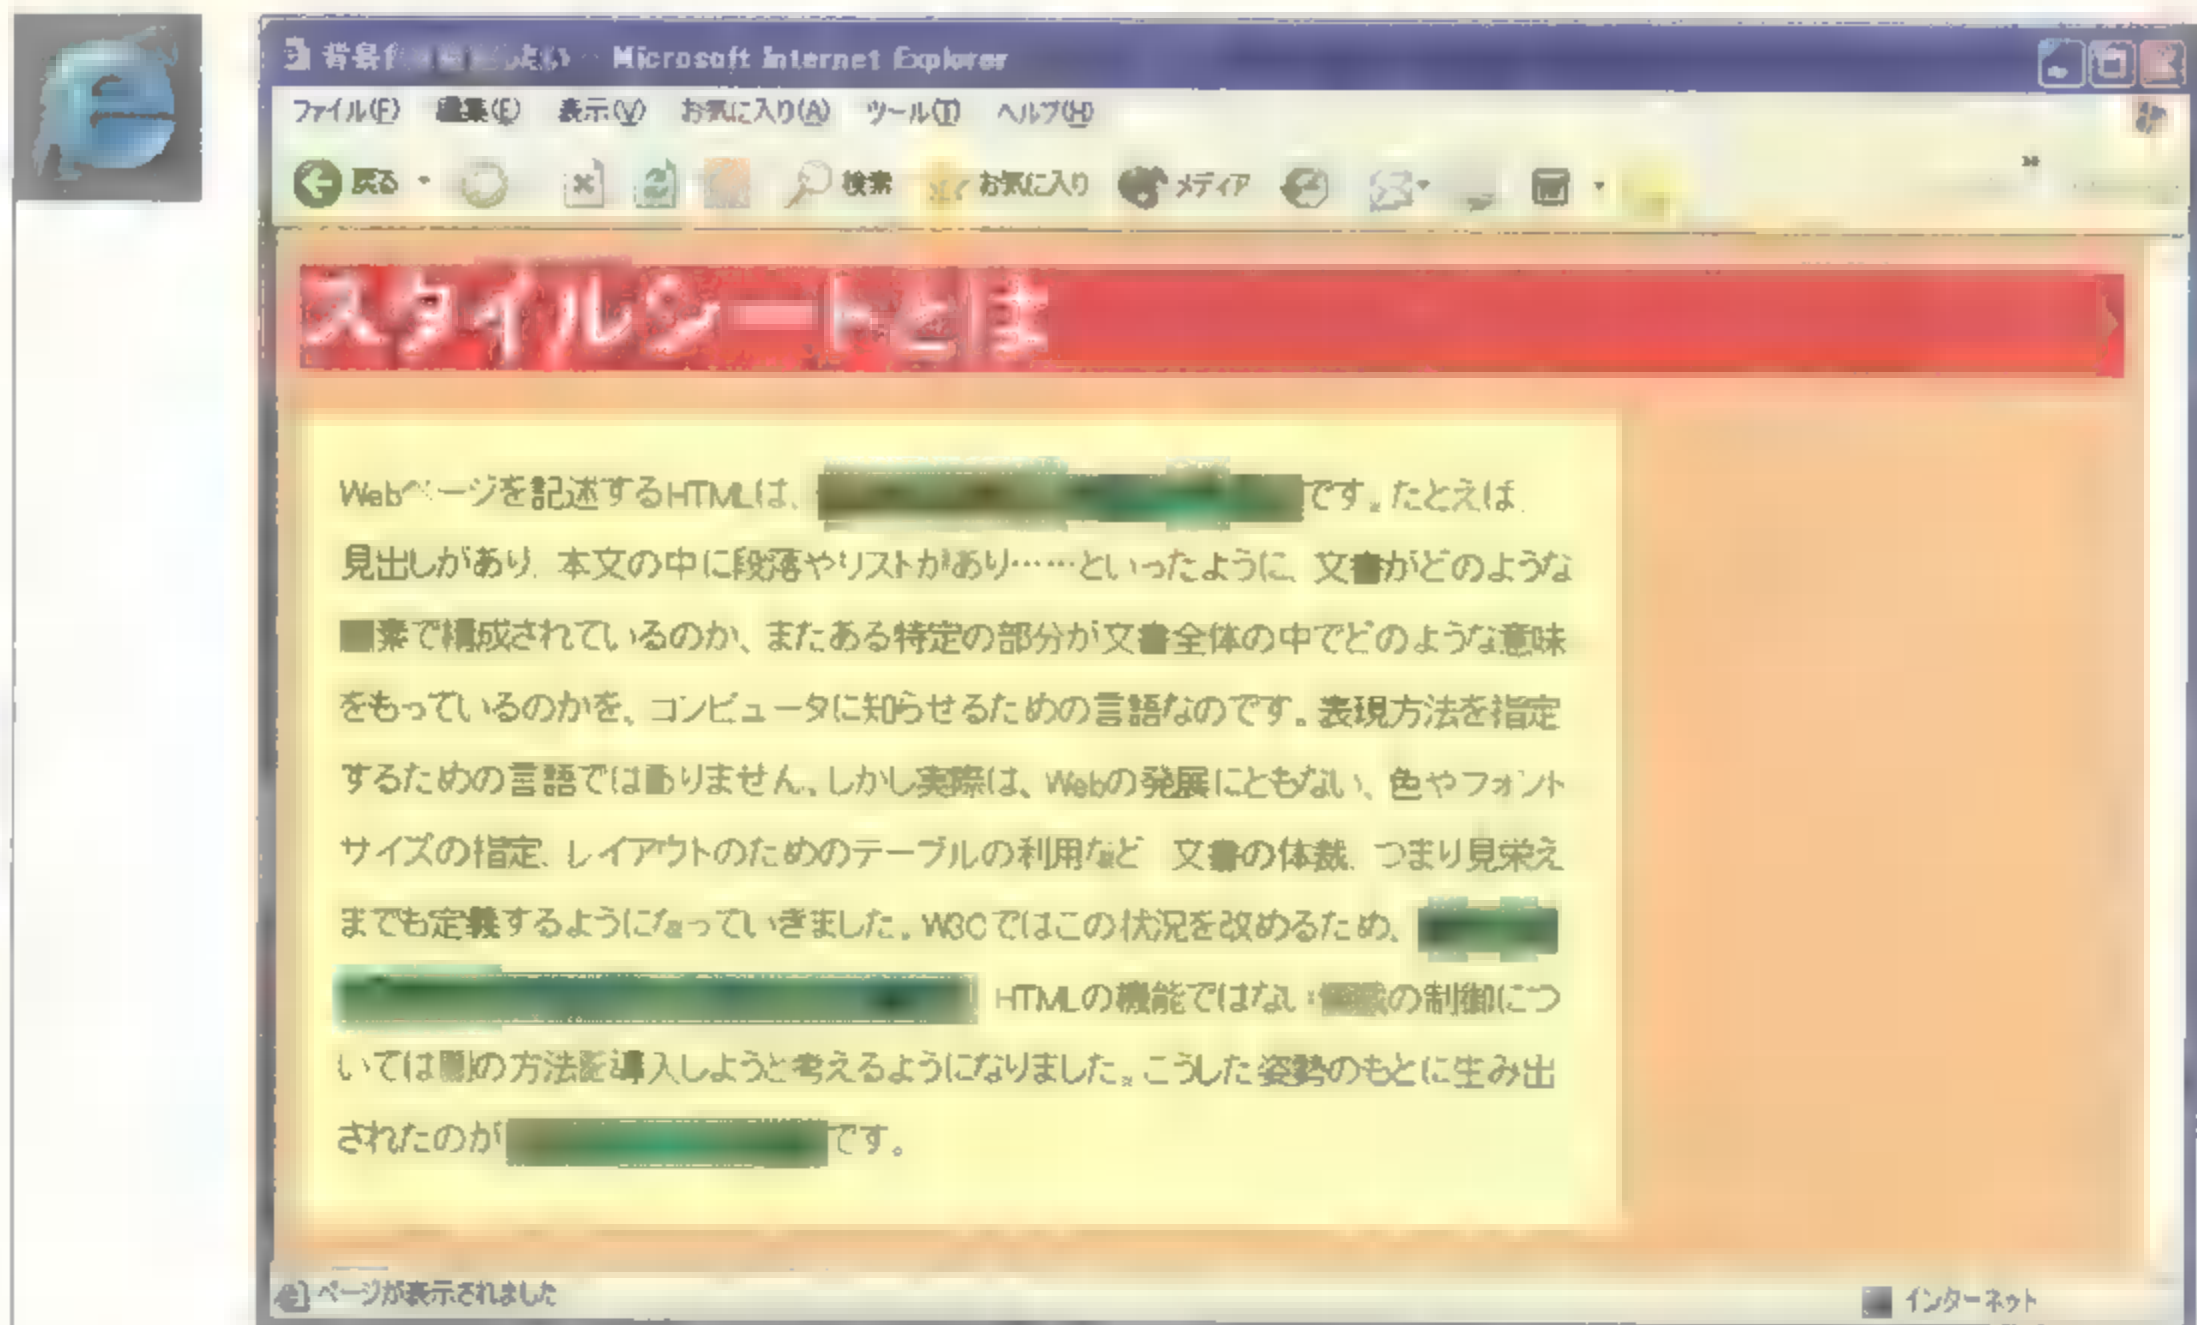 Microsoft Internet Explorer
ファイル(F) 編集(E) 表示(V) お気に入り(A) ツール(T) ヘルプ(H)
戻る 検索 お気に入り メディア
スタイルシートとは
Webページを記述するHTMLは、 です。たとえば、
見出しがあり、本文の中に段落やリストがあり……といったように、文書がどのような
要素で構成されているのか、またある特定の部分が文書全体の中でどのような意味
をもっているのかを、コンピュータに知らせるための言語なのです。表現方法を指定
するための言語ではありません。しかし実際は、Webの発展にともない、色やフォント
サイズの指定、レイアウトのためのテーブルの利用など、文書の体裁、つまり見栄え
までも定義するようになっていきました。W3Cではこの状況を改めるため、
HTMLの機能ではない体裁の制御につ
いては別の方法を導入しようと考えるようになりました。こうした姿勢のもとに生み出
されたのが です。
ページが表示されました
インターネット